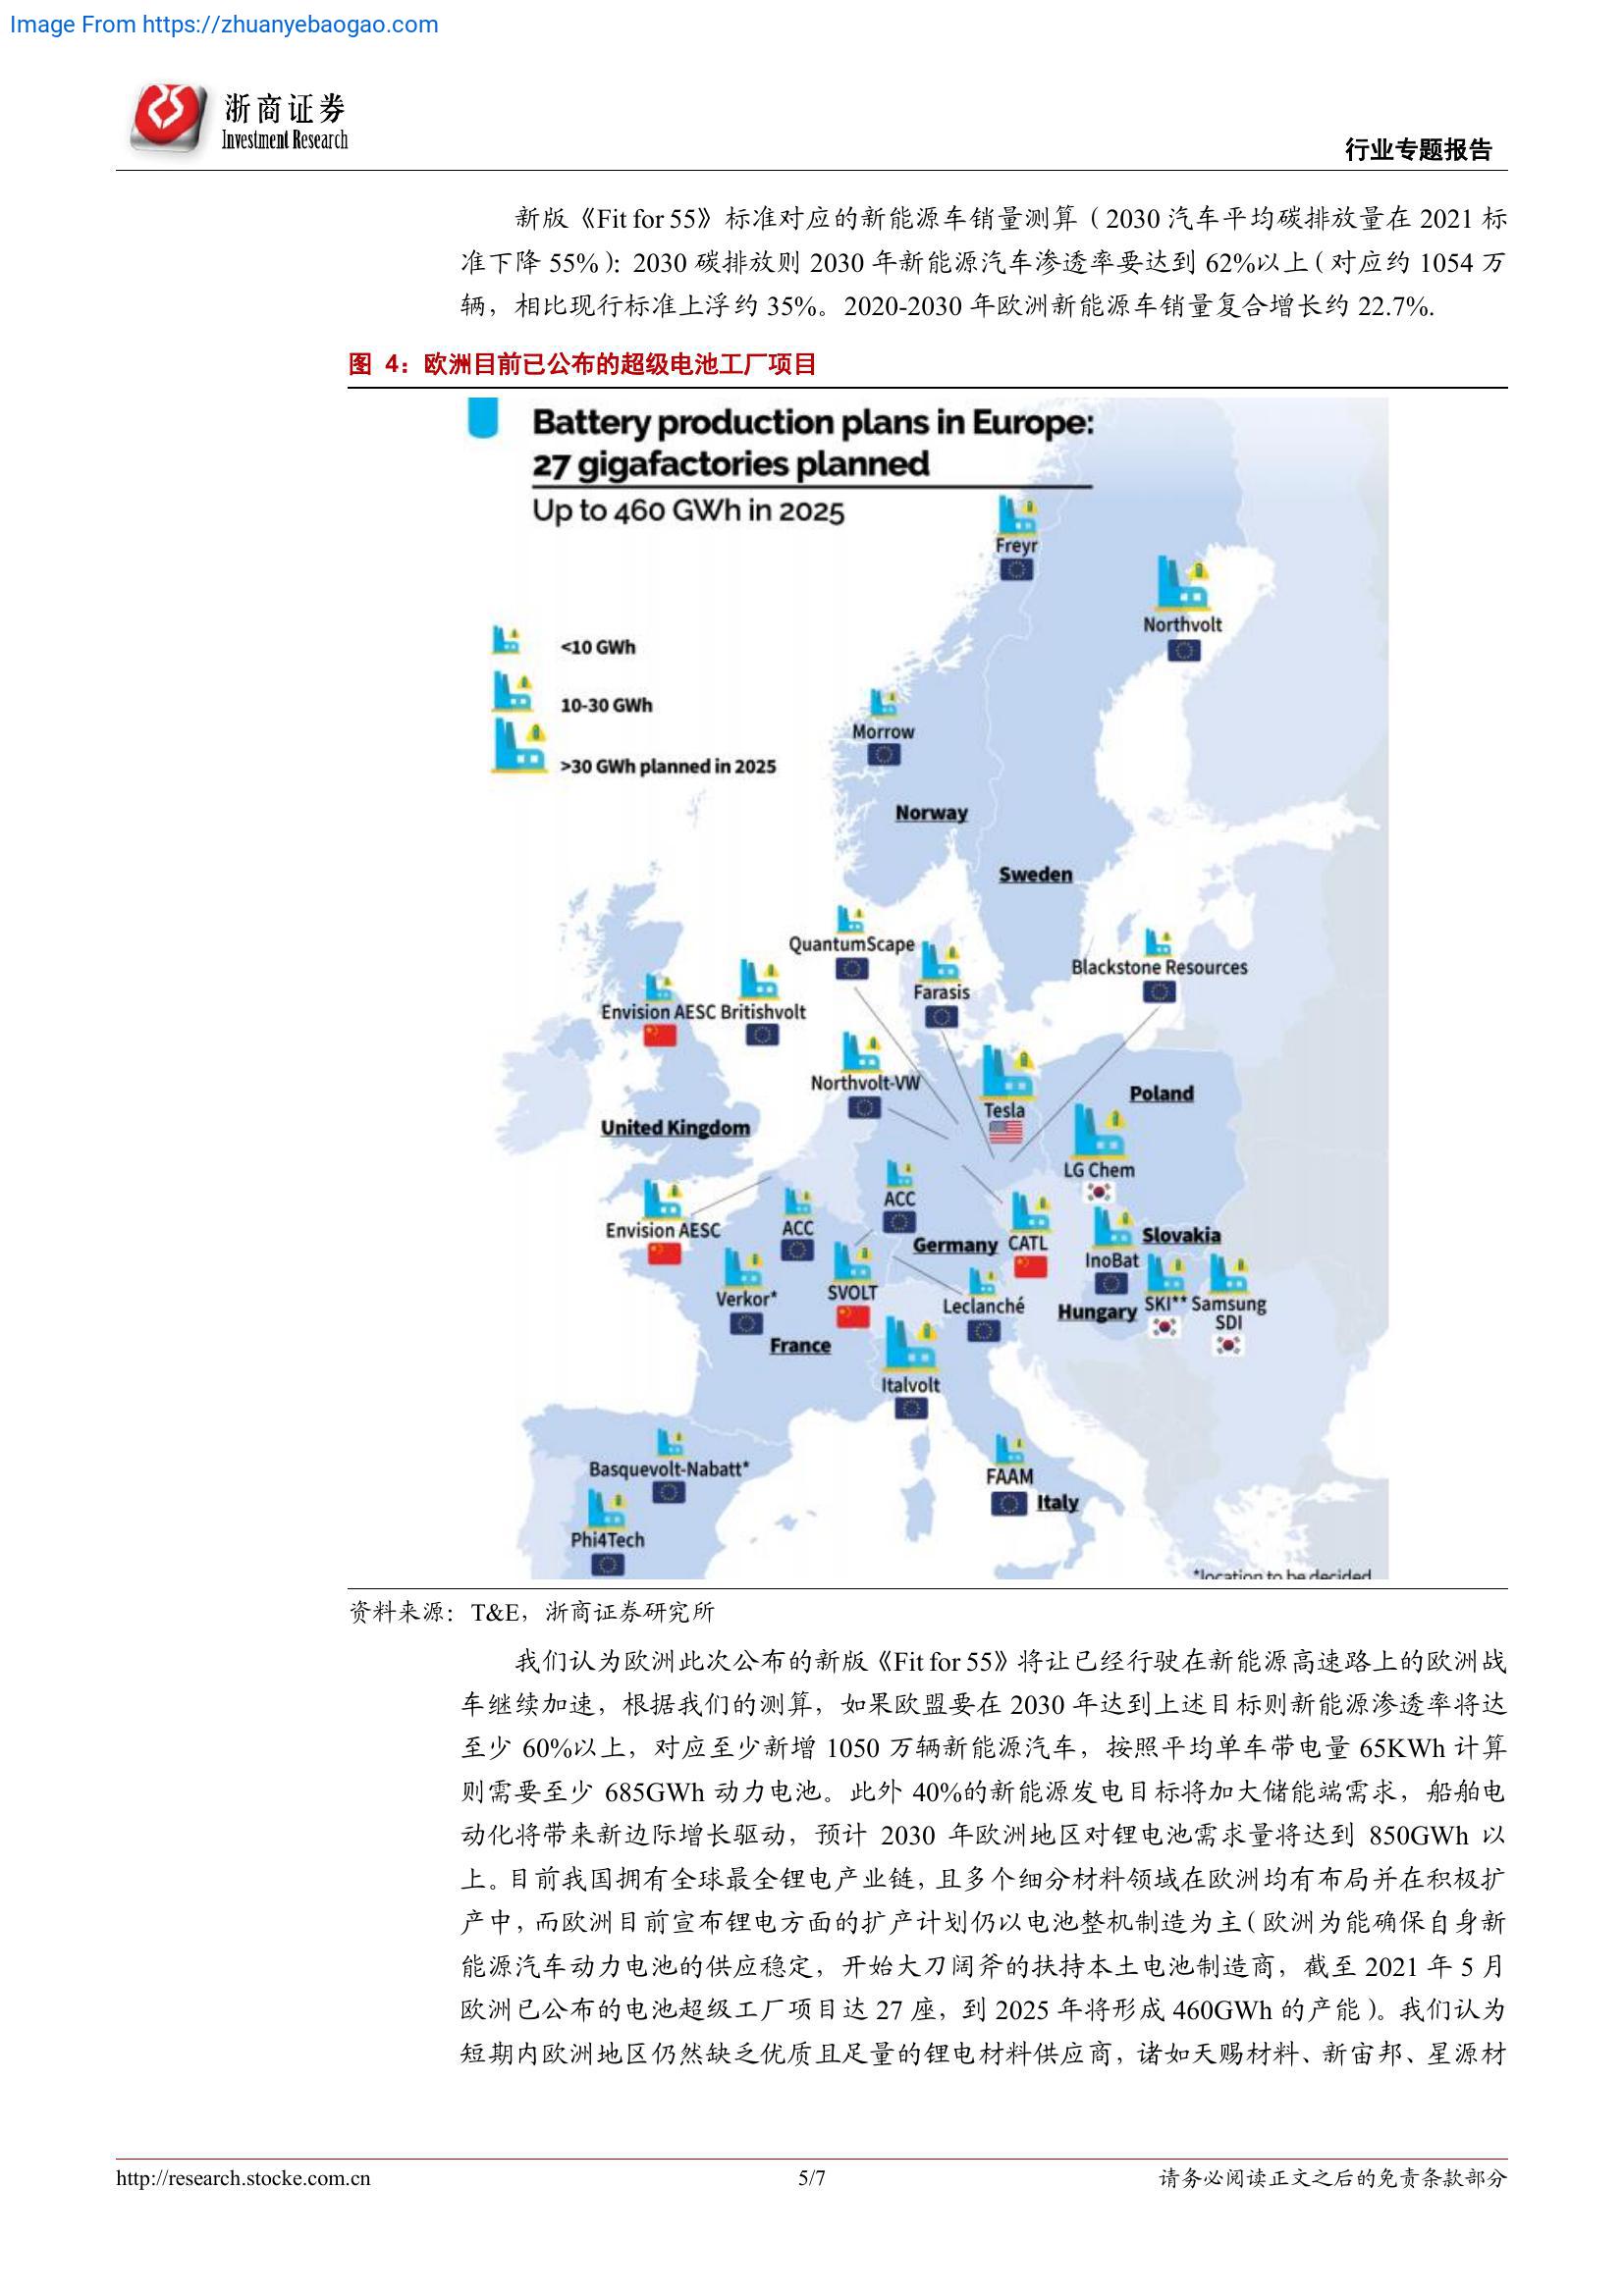 Image From https://zhuanyebaogao.com
浙商证券
Investment Research
行业专题报告
新版《Fit for 55》标准对应的新能源车销量测算（2030 汽车平均碳排放量在 2021 标
准下降 55%）：2030 碳排放则 2030 年新能源汽车渗透率要达到 62%以上（对应约 1054 万
辆，相比现行标准上浮约 35%。2020-2030 年欧洲新能源车销量复合增长约 22.7%.
图 4：欧洲目前已公布的超级电池工厂项目
Battery production plans in Europe:
27 gigafactories planned
Up to 460 GWh in 2025
Freyr
Northvolt
<10 GWh
10-30 GWh
>30 GWh planned in 2025
Morrow
Norway
Sweden
QuantumScape
Blackstone Resources
Farasis
Envision AESC Britishvolt
Northvolt-VW
Tesla
Poland
United Kingdom
LG Chem
ACC
Envision AESC
ACC
Germany CATL
Slovakia
InoBat
Verkor*
SVOLT
Leclanché
Hungary
SKI** Samsung
SDI
France
Italvolt
Basquevolt-Nabatt*
FAAM
Italy
Phi4Tech
*location to be decided
资料来源：T&E，浙商证券研究所
我们认为欧洲此次公布的新版《Fit for 55》将让已经行驶在新能源高速路上的欧洲战
车继续加速，根据我们的测算，如果欧盟要在 2030 年达到上述目标则新能源渗透率将达
至少 60%以上，对应至少新增 1050 万辆新能源汽车，按照平均单车带电量 65KWh 计算
则需要至少 685GWh 动力电池。此外 40%的新能源发电目标将加大储能端需求，船舶电
动化将带来新边际增长驱动，预计 2030 年欧洲地区对锂电池需求量将达到 850GWh 以
上。目前我国拥有全球最全锂电产业链，且多个细分材料领域在欧洲均有布局并在积极扩
产中，而欧洲目前宣布锂电方面的扩产计划仍以电池整机制造为主（欧洲为能确保自身新
能源汽车动力电池的供应稳定，开始大刀阔斧的扶持本土电池制造商，截至 2021 年 5 月
欧洲已公布的电池超级工厂项目达 27 座，到 2025 年将形成 460GWh 的产能）。我们认为
短期内欧洲地区仍然缺乏优质且足量的锂电材料供应商，诸如天赐材料、新宙邦、星源材
http://research.stocke.com.cn
5/7
请务必阅读正文之后的免责条款部分